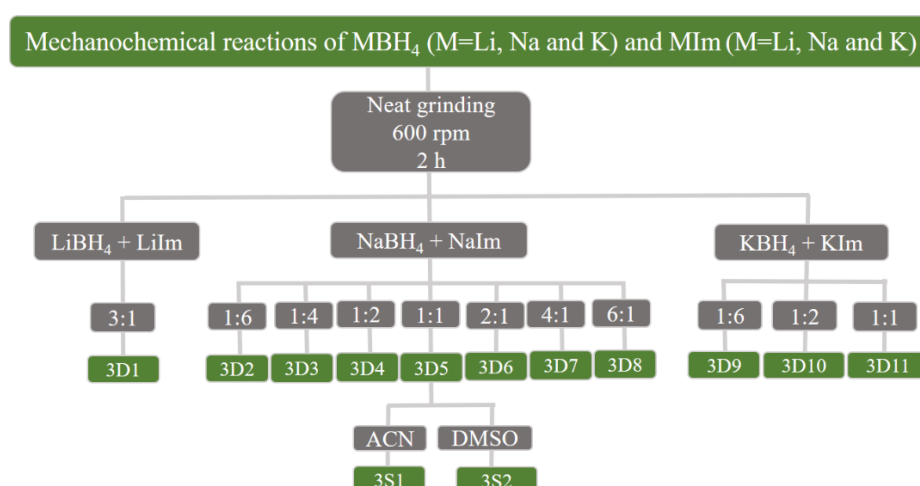 Mechanochemical reactions of MBH₄ (M=Li, Na and K) and MIm (M=Li, Na and K)
Neat grinding
600 rpm
2 h
LiBH₄ + LiIm
NaBH₄ + NaIm
KBH₄ + KIm
3:1
1:6
1:4
1:2
1:1
2:1
4:1
6:1
1:6
1:2
1:1
3D1
3D2
3D3
3D4
3D5
3D6
3D7
3D8
3D9
3D10
3D11
ACN
DMSO
3S1
3S2